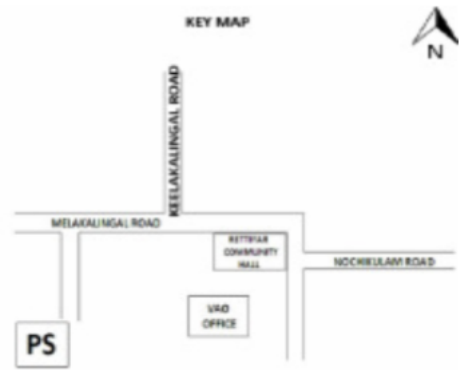 KEY MAP
N
KEELAKALINGAL ROAD
MELAKALINGAL ROAD
COMMUNITY
HALL
NOCHIKULAM ROAD
VAO
OFFICE
PS